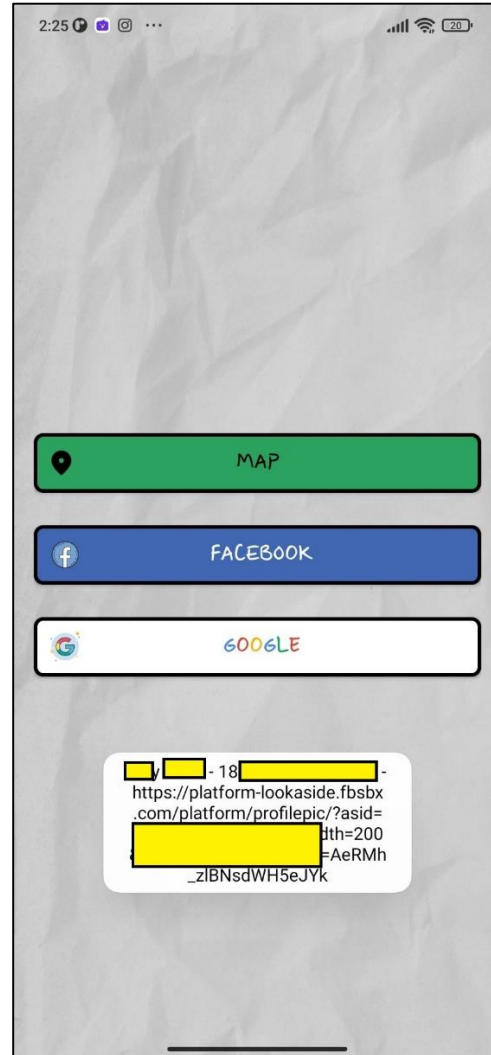 2:25 20
MAP
FACEBOOK
GOOGLE
y - 18 -
https://platform-lookaside.fbsbx
.com/platform/profilepic/?asid=
dth=200
=AeRMh
_zlBNsdWH5eJYk